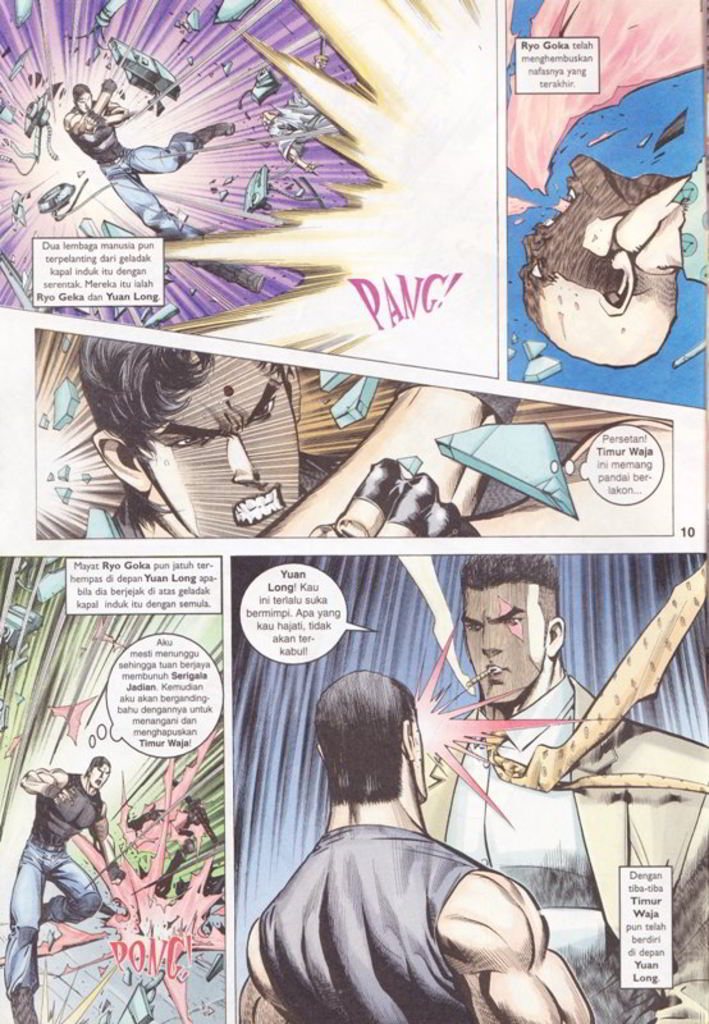 Dua lembaga manusia pun
terpelanting dari geladak
kapal induk itu dengan
serentak. Mereka itu ialah
Ryo Geka dan Yuan Long.
PANG!
Ryo Goka telah
menghembuskan
nafasnya yang
terakhir.
Persetan!
Timur Waja
ini memang
pandai ber-
lakon...
10
Mayat Ryo Goka pun jatuh ter-
hempas di depan Yuan Long apa-
bila dia berjejak di atas geladak
kapal induk itu dengan semula.
Aku
mesti menunggu
sehingga tuan berjaya
membunuh Serigala
Jadian. Kemudian
aku akan berganding-
bahu dengannya untuk
menangani dan
menghapuskan
Timur Waja!
PONG!
Yuan
Long! Kau
ini terlalu suka
bermimpi. Apa yang
kau hajati, tidak
akan ter-
kabul!
Dengan
tiba-tiba
Timur
Waja
pun telah
berdiri
di depan
Yuan
Long.